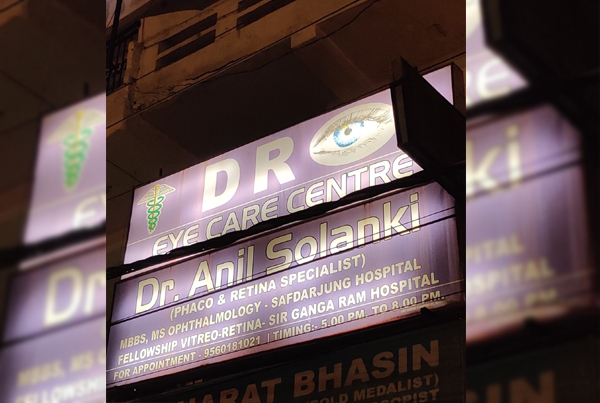 DR
EYE CARE CENTRE
Dr. Anil Solanki
(PHACO & RETINA SPECIALIST)
MBBS, MS OPHTHALMOLOGY - SAFDARJUNG HOSPITAL
FELLOWSHIP VITREO-RETINA- SIR GANGA RAM HOSPITAL
FOR APPOINTMENT - 9560181021 | TIMING:- 5.00 PM. TO 8.00 PM.
BHASIN
MEDALIST)